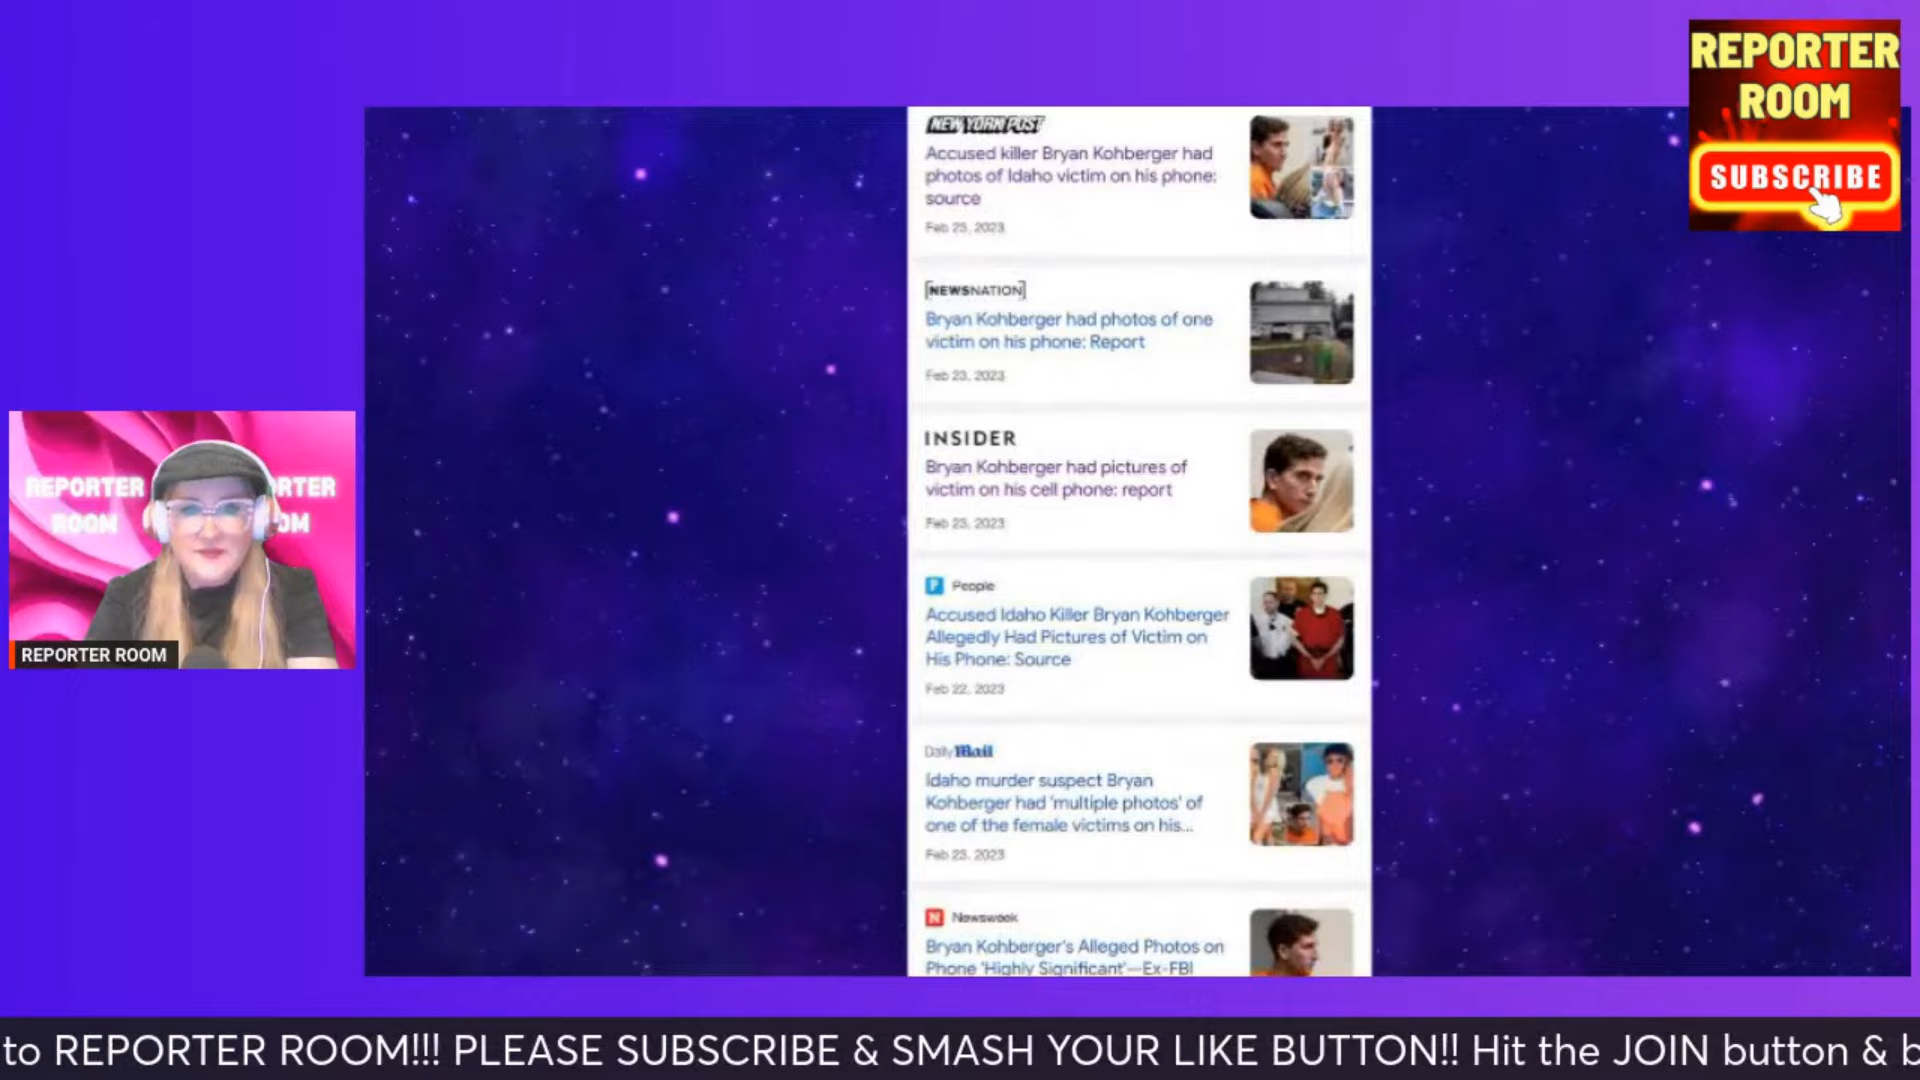 REPORTER
ROOM
SUBSCRIBE
NEW YORK POST
Accused killer Bryan Kohberger had
photos of Idaho victim on his phone:
source
Feb 23, 2023
[NEWSNATION]
Bryan Kohberger had photos of one
victim on his phone: Report
Feb 23, 2023
INSIDER
Bryan Kohberger had pictures of
victim on his cell phone: report
Feb 23, 2023
People
Accused Idaho Killer Bryan Kohberger
Allegedly Had Pictures of Victim on
His Phone: Source
Feb 22, 2023
Daily Mail
Idaho murder suspect Bryan
Kohberger had 'multiple photos' of
one of the female victims on his...
Feb 23, 2023
N Newsweek
Bryan Kohberger's Alleged Photos on
Phone 'Highly Significant'—Ex-FBI
REPORTER
ROOM
RTER
OM
REPORTER ROOM
to REPORTER ROOM!!! PLEASE SUBSCRIBE & SMASH YOUR LIKE BUTTON!! Hit the JOIN button & b